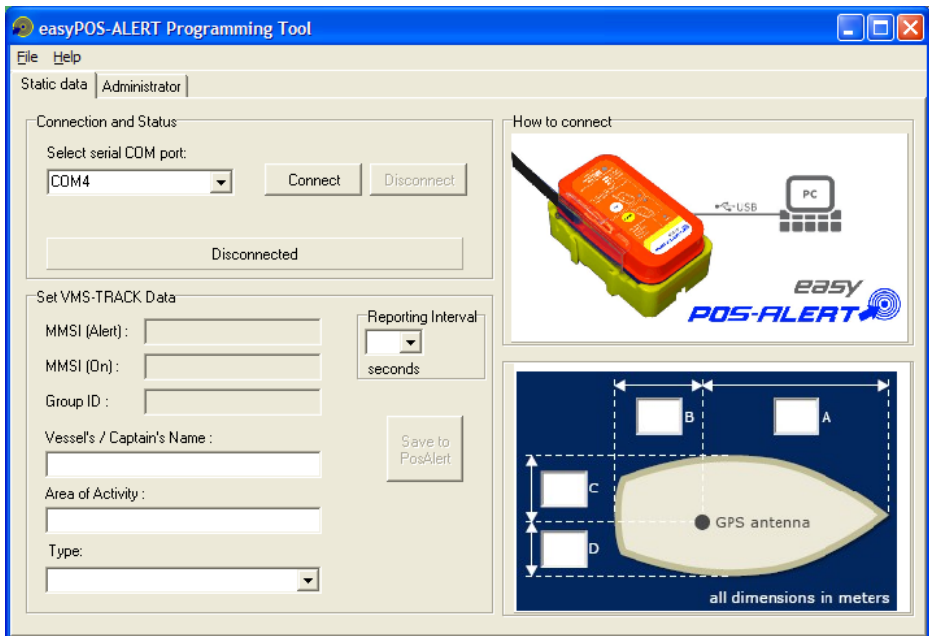 easyPOS-ALERT Programming Tool
File Help
Static data Administrator
Connection and Status
Select serial COM port:
COM4
Connect
Disconnect
Disconnected
How to connect
USB
PC
easy
POS-ALERT
Set VMS-TRACK Data
MMSI (Alert) :
MMSI (On) :
Group ID :
Reporting Interval
seconds
Vessel's / Captain's Name :
Save to
PosAlert
Area of Activity :
Type:
B
A
C
GPS antenna
D
all dimensions in meters